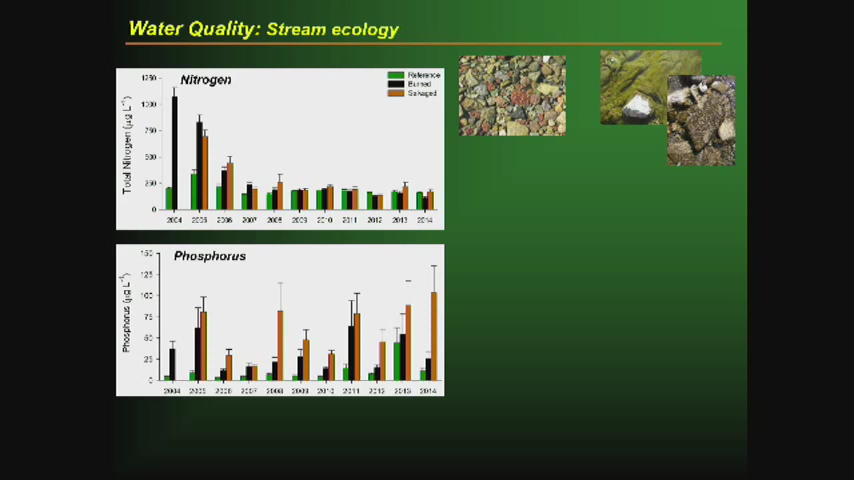 Water Quality: Stream ecology
Nitrogen
Reference
Burned
Salvaged
Total Nitrogen (µg L⁻¹)
1250
1000
750
500
250
0
2004 2005 2006 2007 2008 2009 2010 2011 2012 2013 2014
Phosphorus
Phosphorus (µg L⁻¹)
150
125
100
75
50
25
0
2004 2005 2006 2007 2008 2009 2010 2011 2012 2013 2014